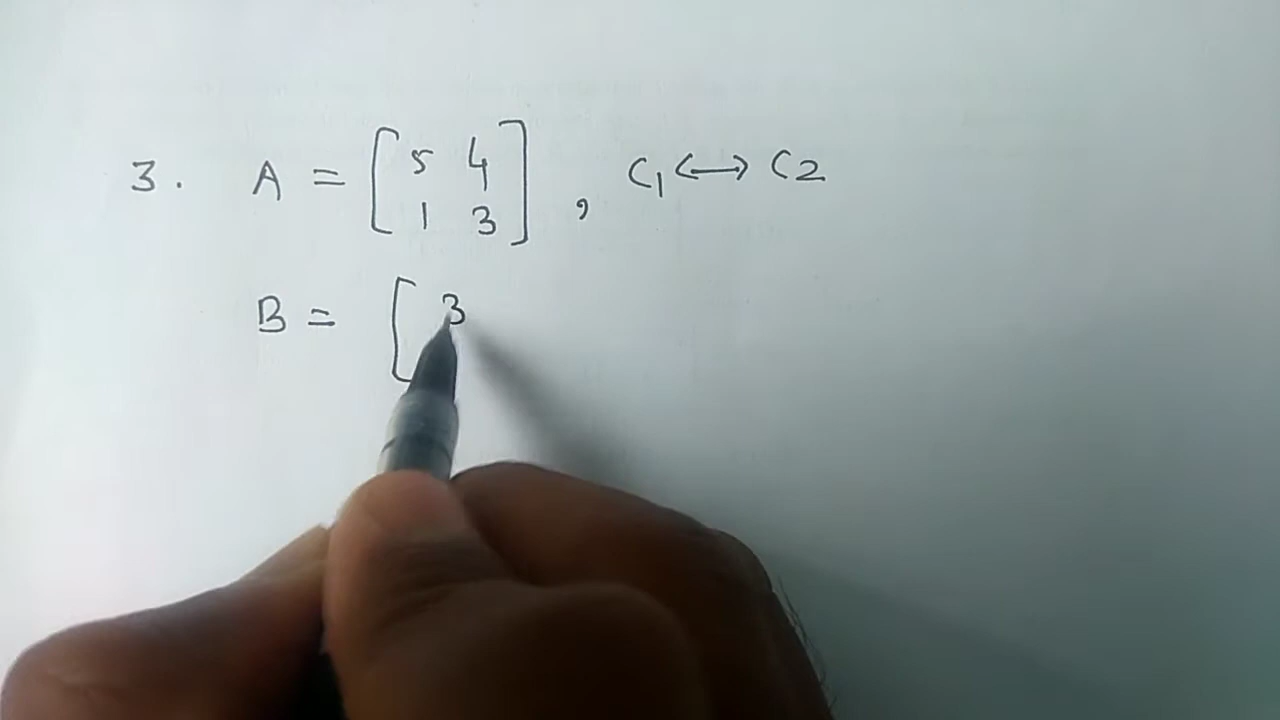 3. A = [5 4
1 3] , C1 ↔ C2
B = [3